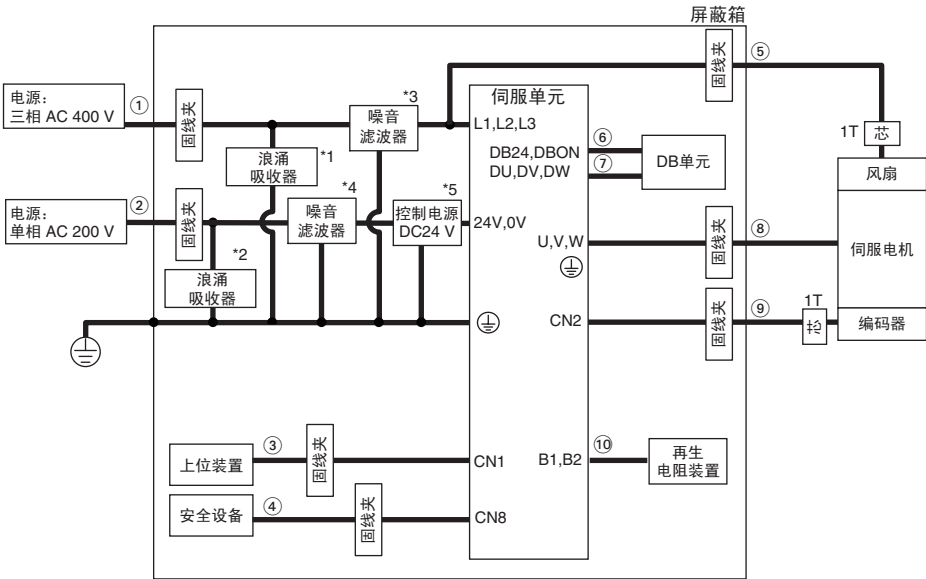 屏蔽箱
电源：
三相 AC 400 V
①
固线夹
浪涌
吸收器
*1
噪音
滤波器
*3
电源：
单相 AC 200 V
②
固线夹
浪涌
吸收器
*2
噪音
滤波器
*4
控制电源
DC24 V
*5
伺服单元
L1,L2,L3
DB24,DBON
DU,DV,DW
24V,0V
U,V,W
CN2
CN1
B1,B2
CN8
固线夹
⑤
⑥
⑦
DB单元
1T
芯
风扇
伺服电机
编码器
固线夹
⑧
固线夹
⑨
1T
芯
上位装置
③
固线夹
安全设备
④
固线夹
⑩
再生
电阻装置